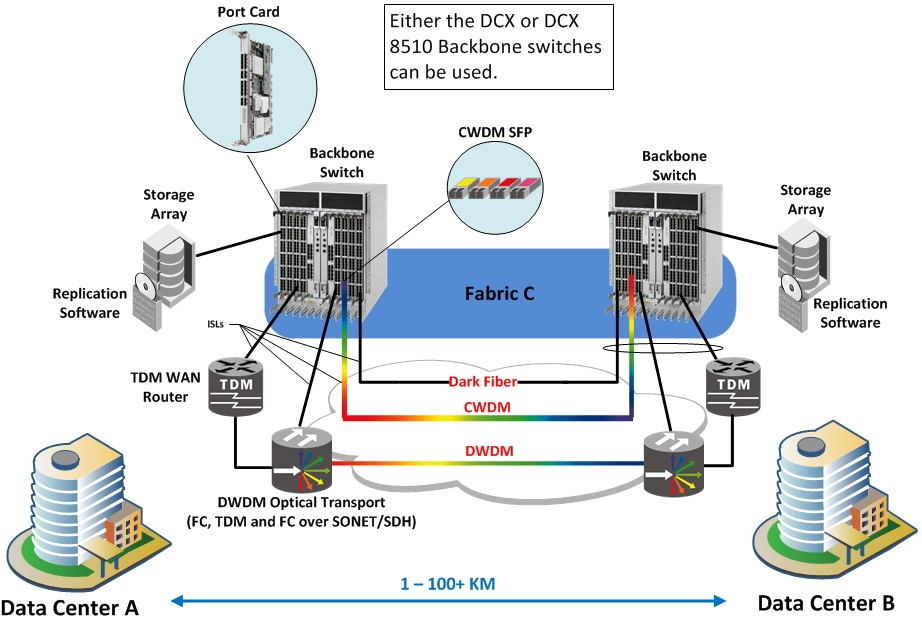 Port Card
Either the DCX or DCX
8510 Backbone switches
can be used.
CWDM SFP
Backbone
Switch
Backbone
Switch
Storage
Array
Storage
Array
Replication
Software
Fabric C
Replication
Software
ISLs
TDM WAN
Router
TDM
Dark Fiber
TDM
CWDM
DWDM
DWDM Optical Transport
(FC, TDM and FC over SONET/SDH)
1 – 100+ KM
Data Center A
Data Center B